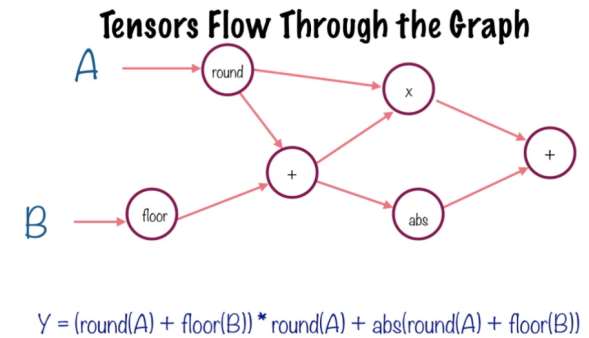 Tensors Flow Through the Graph
A
round
x
+
+
B
floor
abs
Y = (round(A) + floor(B)) * round(A) + abs(round(A) + floor(B))